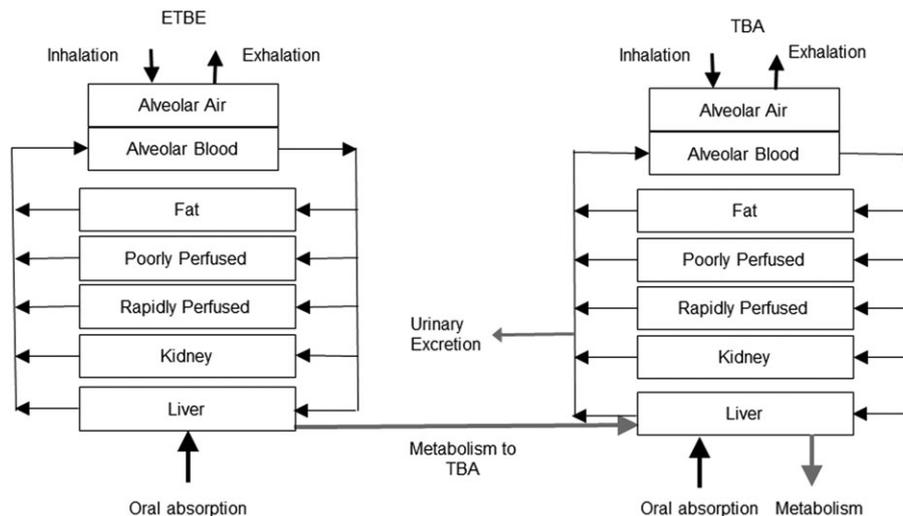 ETBE
Inhalation
Exhalation
Alveolar Air
Alveolar Blood
Fat
Poorly Perfused
Rapidly Perfused
Kidney
Liver
Oral absorption
Metabolism to
TBA
Urinary
Excretion
TBA
Inhalation
Exhalation
Alveolar Air
Alveolar Blood
Fat
Poorly Perfused
Rapidly Perfused
Kidney
Liver
Oral absorption
Metabolism